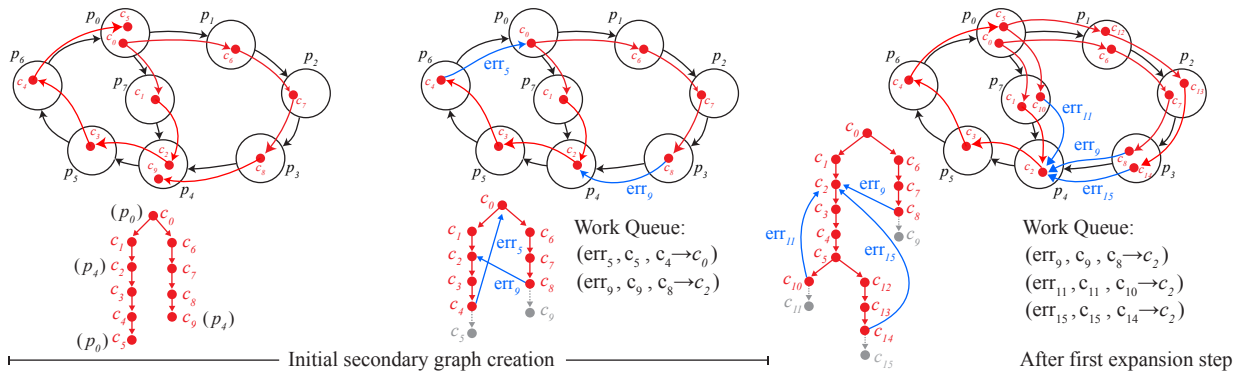 p0
c5
c0
p1
c6
p2
c7
p6
c4
p7
c1
c3
p5
c2
c9
p4
c8
p3
(p0) c0
c1 c6
(p4) c2 c7
c3 c8
c4 c9 (p4)
(p0) c5
p0
c0
p1
c6
p2
c7
p6
c4
err5
p7
c1
c3
p5
c2
p4
c8
p3
err9
c0
c1 err5 c6
c2 c7
c3 err9 c8
c4 c9
c5
Work Queue:
(err5 , c5 , c4→c0)
(err9 , c9 , c8→c2)
Initial secondary graph creation
p0
c5
c0
p1
c12
c6
p2
c13
c7
p6
c4
p7
c1
c10
err11
c3
p5
c2
p4
err9
c8
c14
p3
err15
c0
c1 c6
c2 err9 c7
c3 c8
c4 c9
err11 c5 err15
c10 c12
c11 c13
c14
c15
Work Queue:
(err9 , c9 , c8→c2)
(err11 , c11 , c10→c2)
(err15 , c15 , c14→c2)
After first expansion step